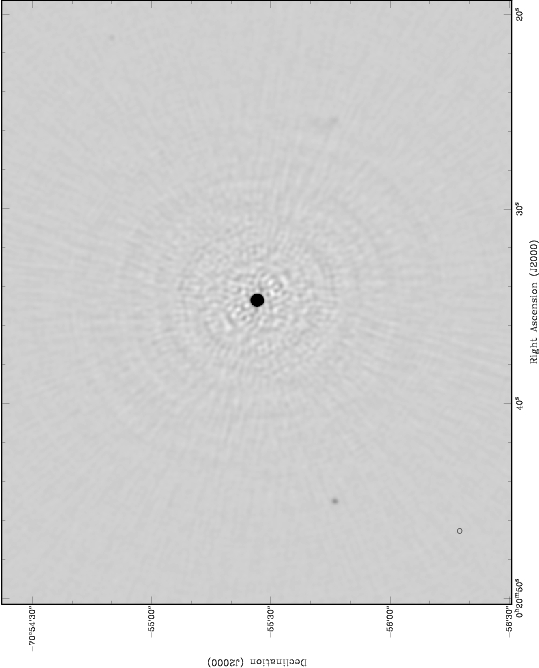 20ˢ
30ˢ
40ˢ
0ʰ20ᵐ50ˢ
Right Ascension (J2000)
-70°54'30"
-55'00"
-55'30"
-56'00"
-56'30"
Declination (J2000)